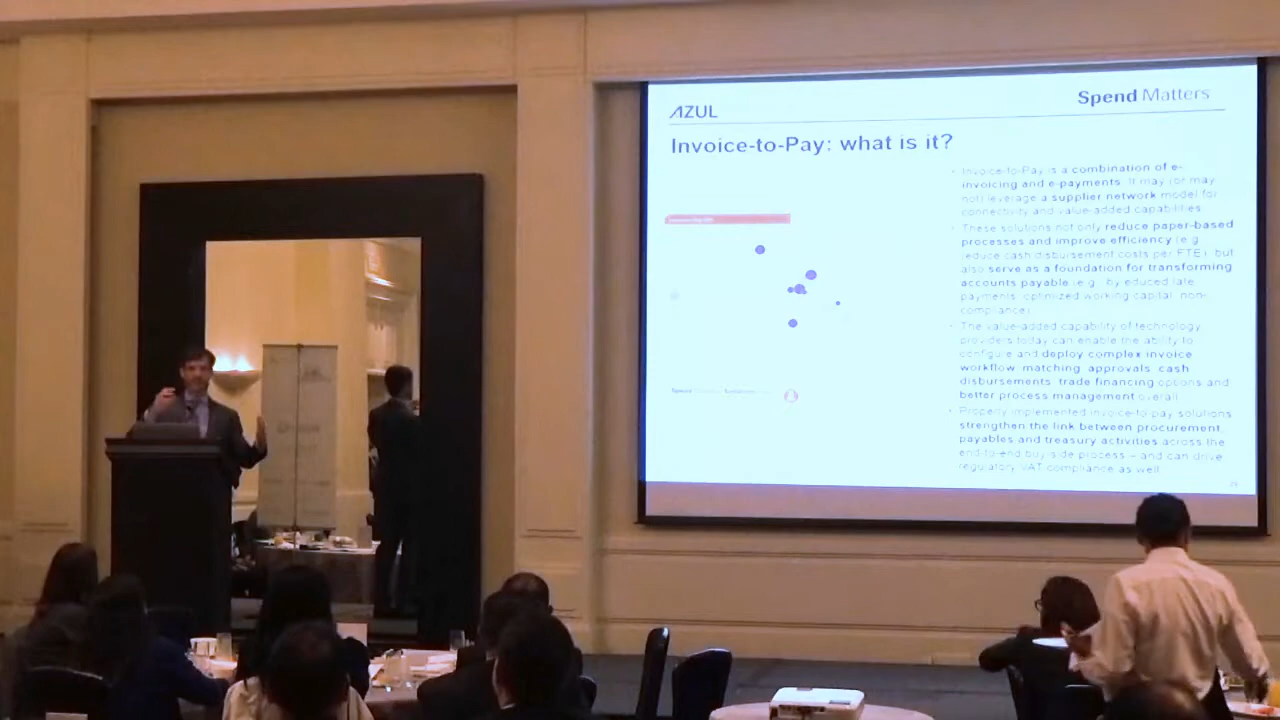 AZUL
Spend Matters
Invoice-to-Pay: what is it?
Invoice-to-Pay is a combination of e-
invoicing and e-payments. It may (or may
not) leverage a supplier network model for
connectivity and value-added capabilities
These solutions not only reduce paper-based
processes and improve efficiency (e.g.
reduce cash disbursement costs per FTE), but
also serve as a foundation for transforming
accounts payable (e.g. by educed late
payments, optimized working capital, non-
compliance)
The value-added capability of technology
providers today can enable the ability to
configure and deploy complex invoice
workflow, matching, approvals, cash
disbursements, trade financing options and
better process management overall
Properly implemented invoice-to-pay solutions
strengthen the link between procurement,
payables and treasury activities across the
end-to-end buy-side process – and can drive
regulatory VAT compliance as well